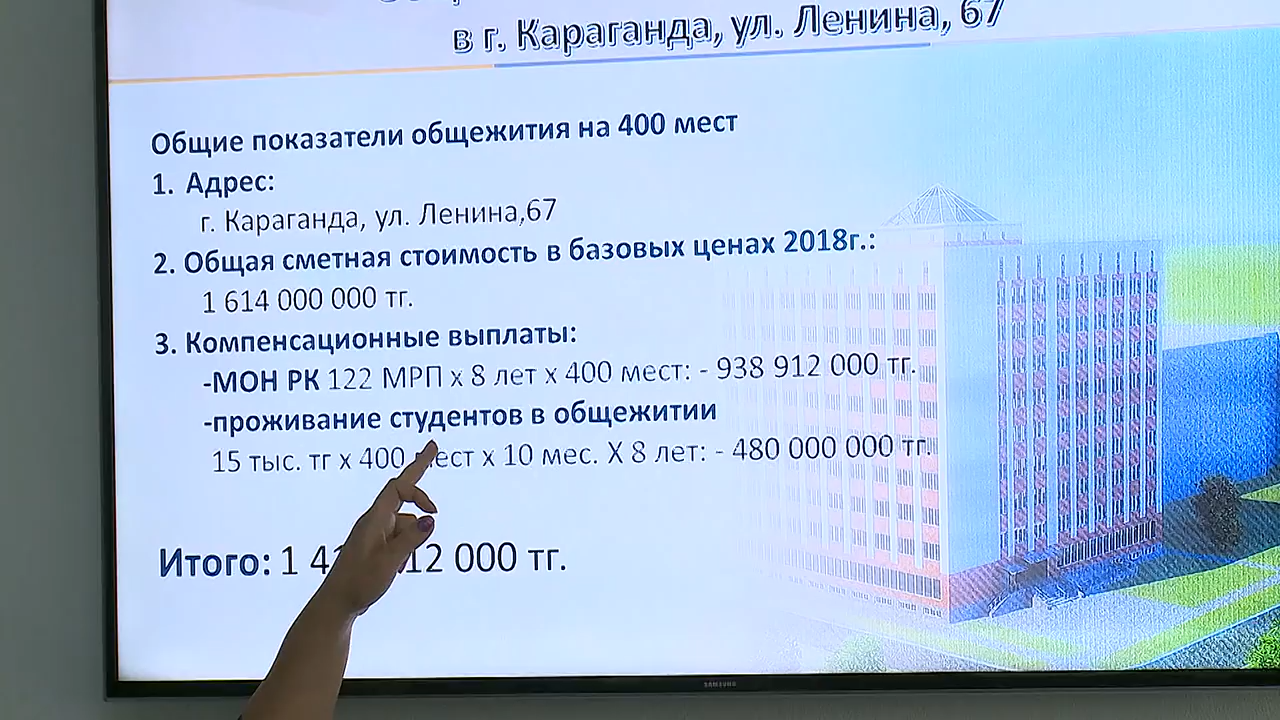 в г. Караганда, ул. Ленина, 67
Общие показатели общежития на 400 мест
1. Адрес:
г. Караганда, ул. Ленина,67
2. Общая сметная стоимость в базовых ценах 2018г.:
1 614 000 000 тг.
3. Компенсационные выплаты:
-МОН РК 122 МРП х 8 лет х 400 мест: - 938 912 000 тг.
-проживание студентов в общежитии
15 тыс. тг х 400 мест х 10 мес. Х 8 лет: - 480 000 000 тг.
Итого: 1 000 тг.
SAMSUNG